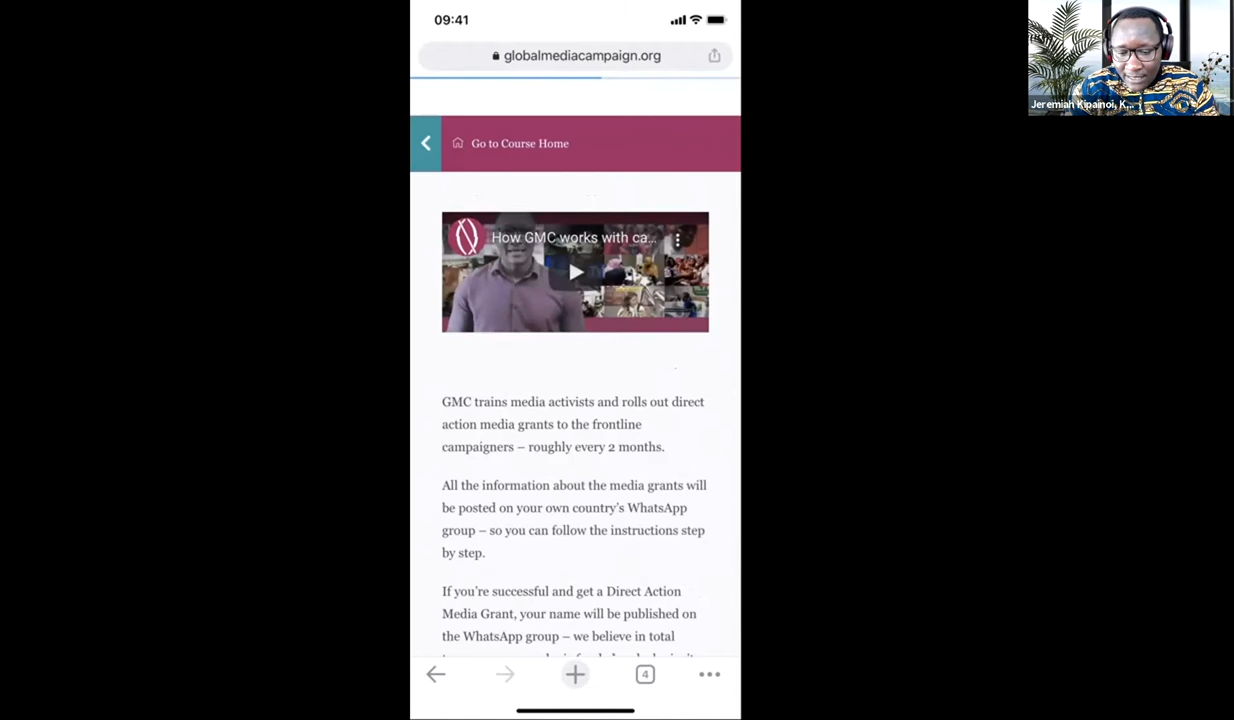 09:41
globalmediacampaign.org
Jeremiah Kipainoi, K...
Go to Course Home
How GMC works with ca...
GMC trains media activists and rolls out direct
action media grants to the frontline
campaigners – roughly every 2 months.
All the information about the media grants will
be posted on your own country's WhatsApp
group – so you can follow the instructions step
by step.
If you're successful and get a Direct Action
Media Grant, your name will be published on
the WhatsApp group – we believe in total
4